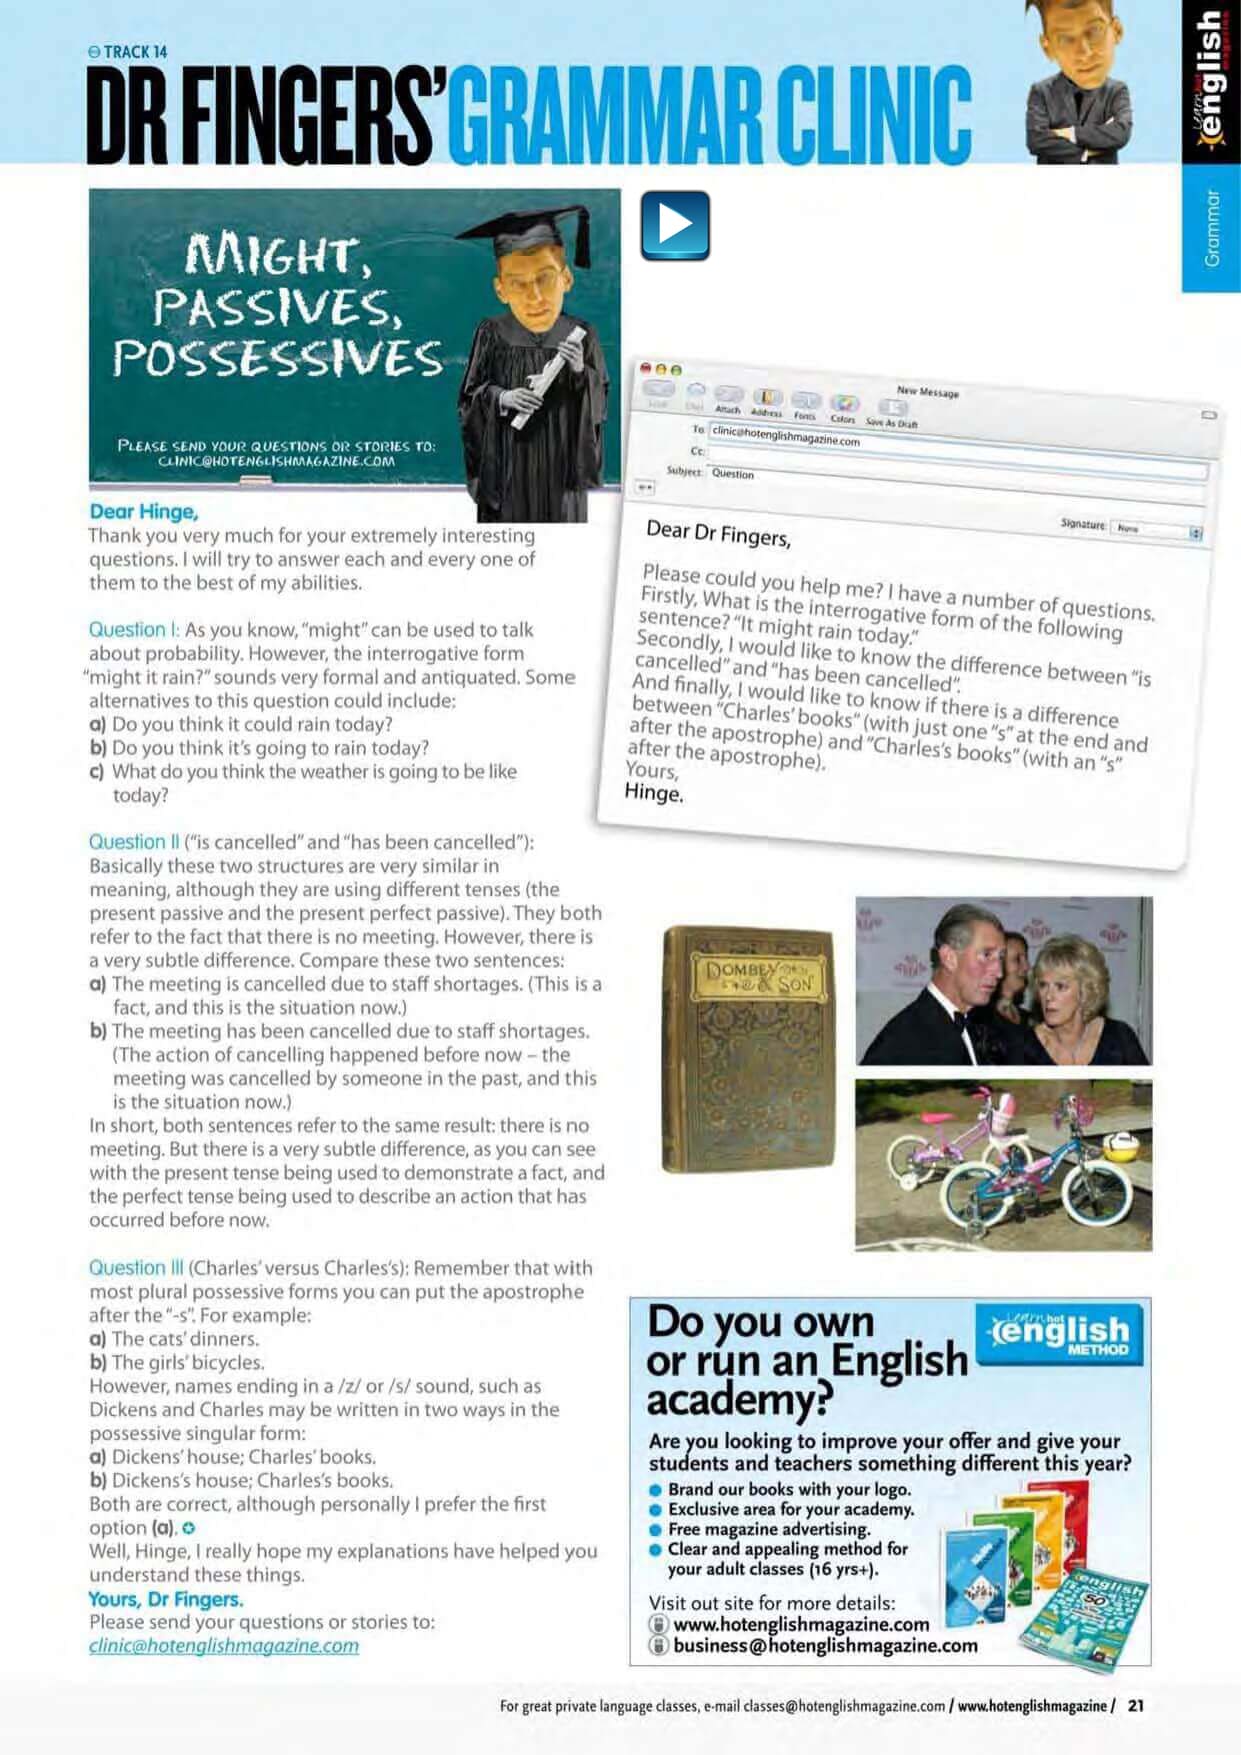 TRACK 14
DR FINGERS' GRAMMAR CLINIC
Learn hot
english
magazine
Grammar
MIGHT,
PASSIVES,
POSSESSIVES
PLEASE SEND YOUR QUESTIONS OR STORIES TO:
CLINIC@HOTENGLISHMAGAZINE.COM
Dear Hinge,
Thank you very much for your extremely interesting
questions. I will try to answer each and every one of
them to the best of my abilities.
Question I: As you know, "might" can be used to talk
about probability. However, the interrogative form
"might it rain?" sounds very formal and antiquated. Some
alternatives to this question could include:
a) Do you think it could rain today?
b) Do you think it's going to rain today?
c) What do you think the weather is going to be like
today?
Question II ("is cancelled" and "has been cancelled"):
Basically these two structures are very similar in
meaning, although they are using different tenses (the
present passive and the present perfect passive). They both
refer to the fact that there is no meeting. However, there is
a very subtle difference. Compare these two sentences:
a) The meeting is cancelled due to staff shortages. (This is a
fact, and this is the situation now.)
b) The meeting has been cancelled due to staff shortages.
(The action of cancelling happened before now – the
meeting was cancelled by someone in the past, and this
is the situation now.)
In short, both sentences refer to the same result: there is no
meeting. But there is a very subtle difference, as you can see
with the present tense being used to demonstrate a fact, and
the perfect tense being used to describe an action that has
occurred before now.
Question III (Charles' versus Charles's): Remember that with
most plural possessive forms you can put the apostrophe
after the "-s". For example:
a) The cats' dinners.
b) The girls' bicycles.
However, names ending in a /z/ or /s/ sound, such as
Dickens and Charles may be written in two ways in the
possessive singular form:
a) Dickens' house; Charles' books.
b) Dickens's house; Charles's books.
Both are correct, although personally I prefer the first
option (a).
Well, Hinge, I really hope my explanations have helped you
understand these things.
Yours, Dr Fingers.
Please send your questions or stories to:
clinic@hotenglishmagazine.com
New Message
Attach Address Fonts Colors Save As Draft
To: clinic@hotenglishmagazine.com
Cc:
Subject: Question
Signature: None
Dear Dr Fingers,
Please could you help me? I have a number of questions.
Firstly, What is the interrogative form of the following
sentence? "It might rain today."
Secondly, I would like to know the difference between "is
cancelled" and "has been cancelled".
And finally, I would like to know if there is a difference
between "Charles' books" (with just one "s" at the end and
after the apostrophe) and "Charles's books" (with an "s"
after the apostrophe).
Yours,
Hinge.
DOMBEY
& SON
Do you own
or run an English
academy?
Learn hot
english
METHOD
Are you looking to improve your offer and give your
students and teachers something different this year?
Brand our books with your logo.
Exclusive area for your academy.
Free magazine advertising.
Clear and appealing method for
your adult classes (16 yrs+).
Visit out site for more details:
www.hotenglishmagazine.com
business@hotenglishmagazine.com
english
50
For great private language classes, e-mail classes@hotenglishmagazine.com / www.hotenglishmagazine / 21